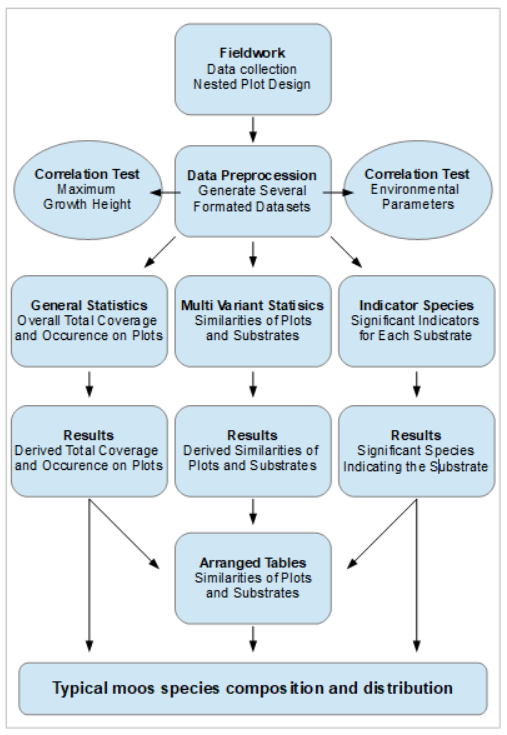 Fieldwork
Data collection
Nested Plot Design
Correlation Test
Maximum
Growth Height
Data Preprocession
Generate Several
Formated Datasets
Correlation Test
Environmental
Parameters
General Statistics
Overall Total Coverage
and Occurence on Plots
Multi Variant Statisics
Similarities of Plots
and Substrates
Indicator Species
Significant Indicators
for Each Substrate
Results
Derived Total Coverage
and Occurence on Plots
Results
Derived Similarities of
Plots and Substrates
Results
Significant Species
Indicating the Substrate
Arranged Tables
Similarities of Plots
and Substrates
Typical moos species composition and distribution